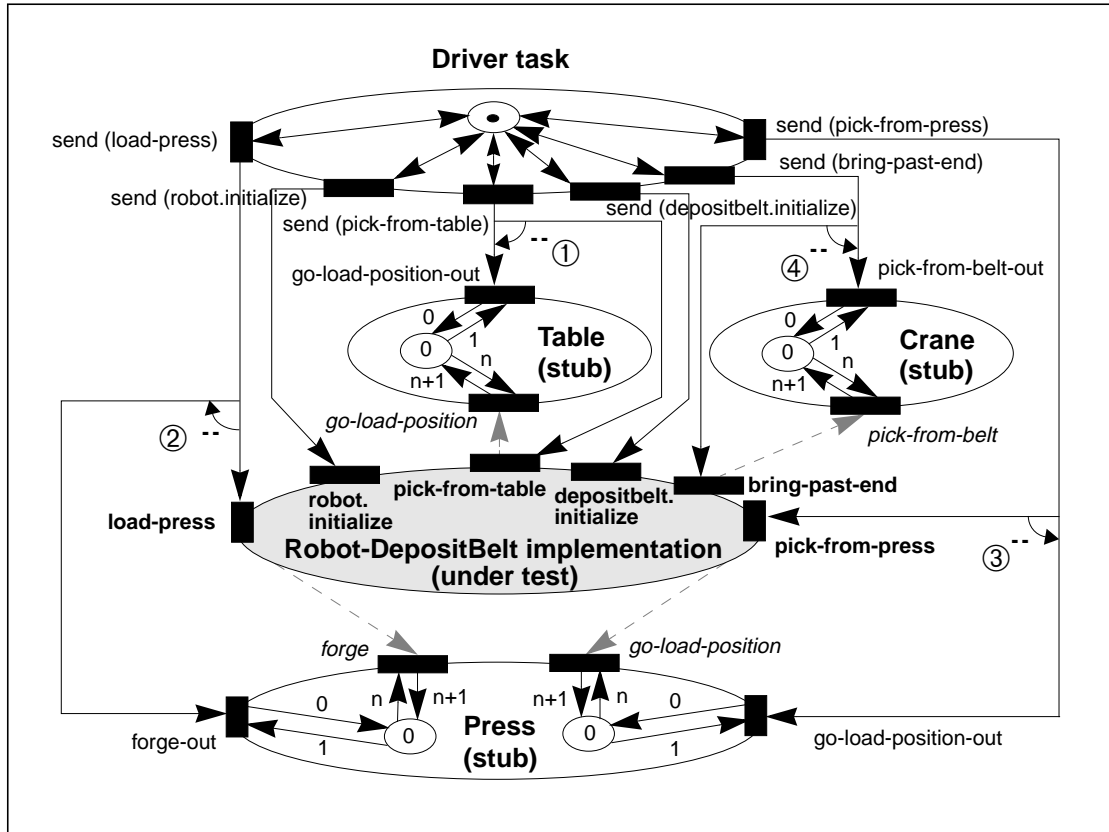 Driver task
send (load-press)
send (pick-from-press)
send (bring-past-end)
send (robot.initialize)
send (pick-from-table)
send (depositbelt.initialize)
-- ①
go-load-position-out
④ --
pick-from-belt-out
0
1
Table
(stub)
0
n
n+1
go-load-position
0
1
Crane
(stub)
0
n
n+1
pick-from-belt
② --
robot.
initialize
pick-from-table
depositbelt.
initialize
bring-past-end
load-press
pick-from-press
Robot-DepositBelt implementation
(under test)
③ --
forge
go-load-position
n
n+1
n+1
n
0
0
0
0
1
1
Press
(stub)
forge-out
go-load-position-out